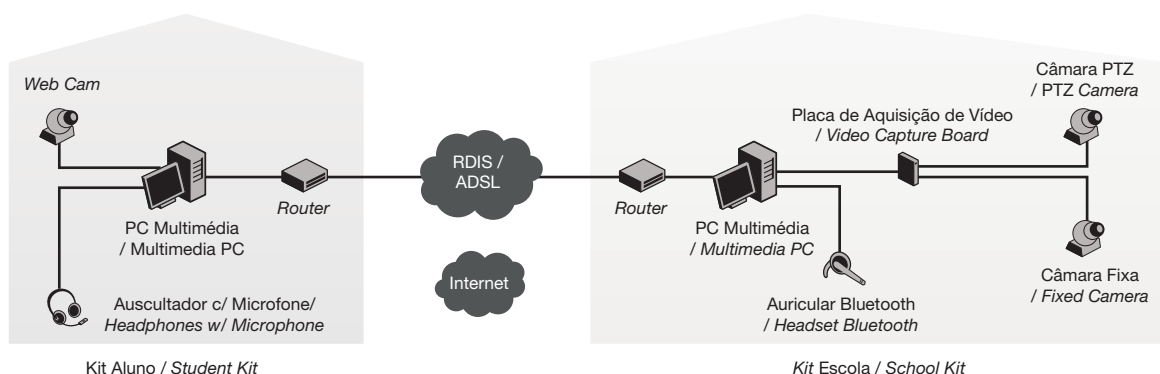 Web Cam
PC Multimédia
/ Multimedia PC
Router
Auscultador c/ Microfone/
Headphones w/ Microphone
Kit Aluno / Student Kit
RDIS /
ADSL
Internet
Router
PC Multimédia
/ Multimedia PC
Placa de Aquisição de Vídeo
/ Video Capture Board
Câmara PTZ
/ PTZ Camera
Auricular Bluetooth
/ Headset Bluetooth
Câmara Fixa
/ Fixed Camera
Kit Escola / School Kit